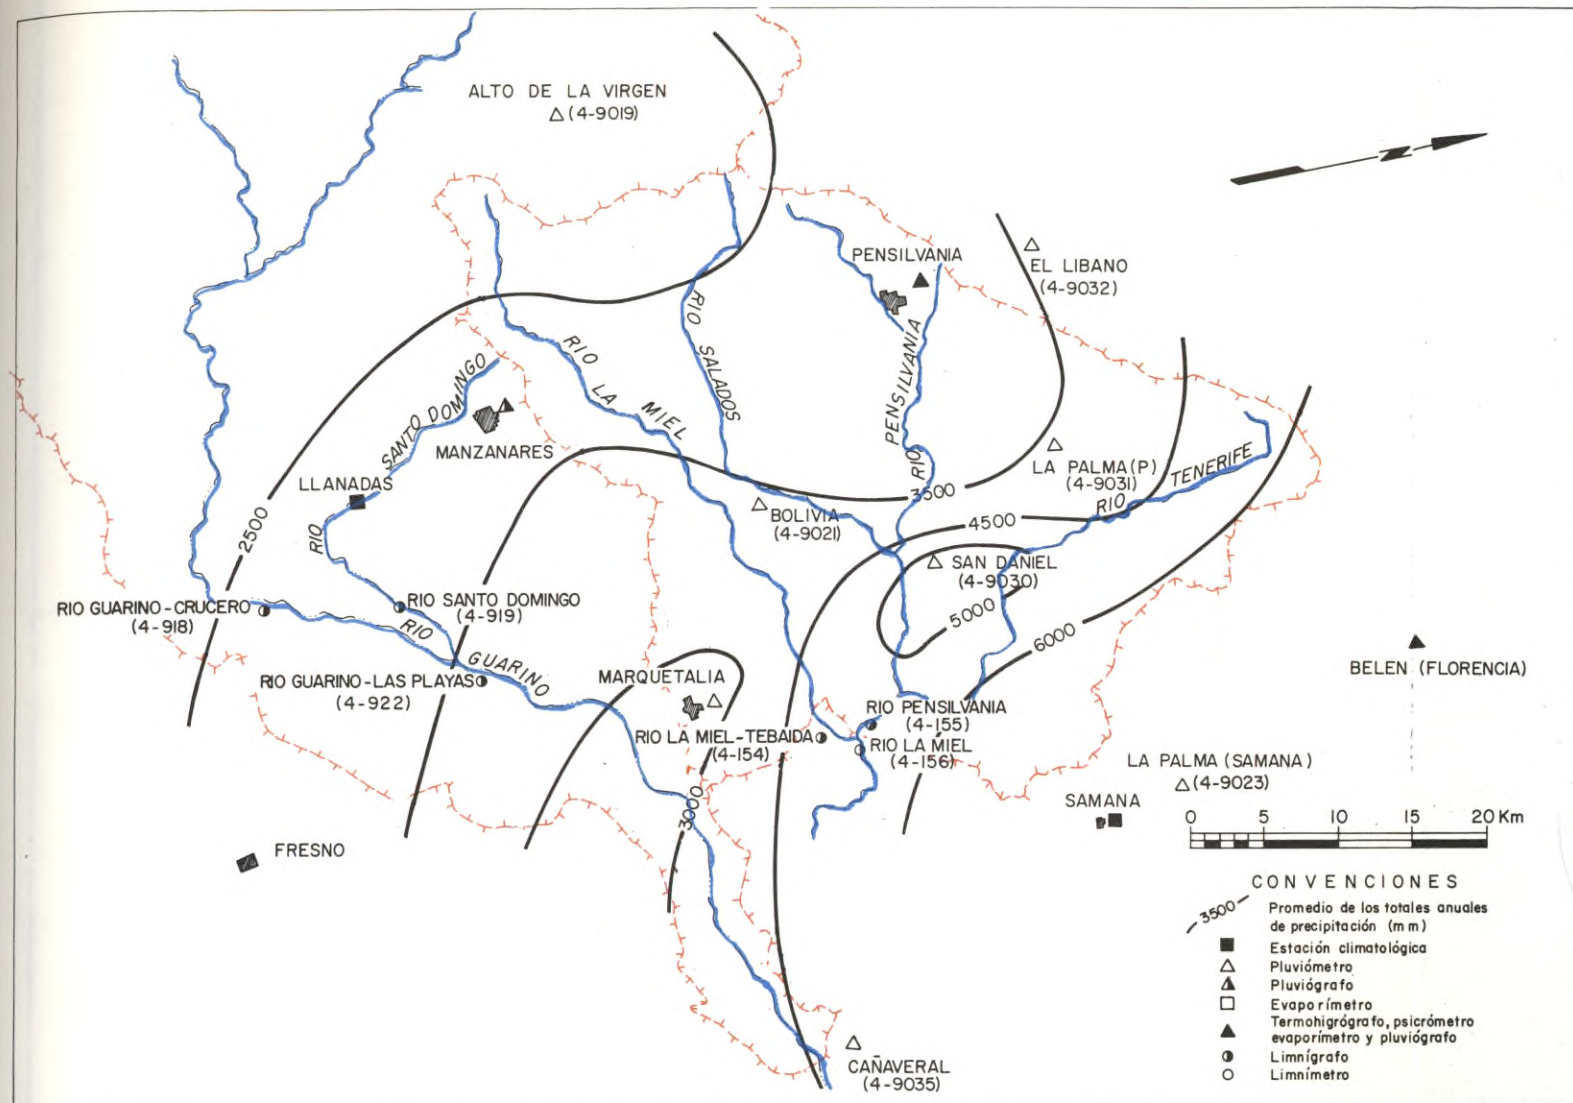 ALTO DE LA VIRGEN
(4-9019)
N
PENSILVANIA
EL LIBANO
(4-9032)
RIO LA MIEL
RIO SALADOS
RIO PENSILVANIA
SANTO DOMINGO
RIO
MANZANARES
LLANADAS
LA PALMA (P)
(4-9031)
RIO TENERIFE
3500
BOLIVIA
(4-9021)
4500
2500
SAN DANIEL
(4-9030)
5000
6000
RIO GUARINO-CRUCERO
(4-918)
RIO SANTO DOMINGO
(4-919)
RIO GUARINO
RIO GUARINO-LAS PLAYAS
(4-922)
MARQUETALIA
BELEN (FLORENCIA)
RIO PENSILVANIA
(4-155)
RIO LA MIEL-TEBAIDA
(4-154)
RIO LA MIEL
(4-156)
LA PALMA (SAMANA)
(4-9023)
SAMANA
3000
FRESNO
CAÑAVERAL
(4-9035)
0 5 10 15 20 Km
CONVENCIONES
3500 Promedio de los totales anuales
de precipitación (mm)
Estación climatológica
Pluviómetro
Pluviógrafo
Evaporímetro
Termohigrógrafo, psicrómetro
evaporímetro y pluviógrafo
Limnígrafo
Limnímetro